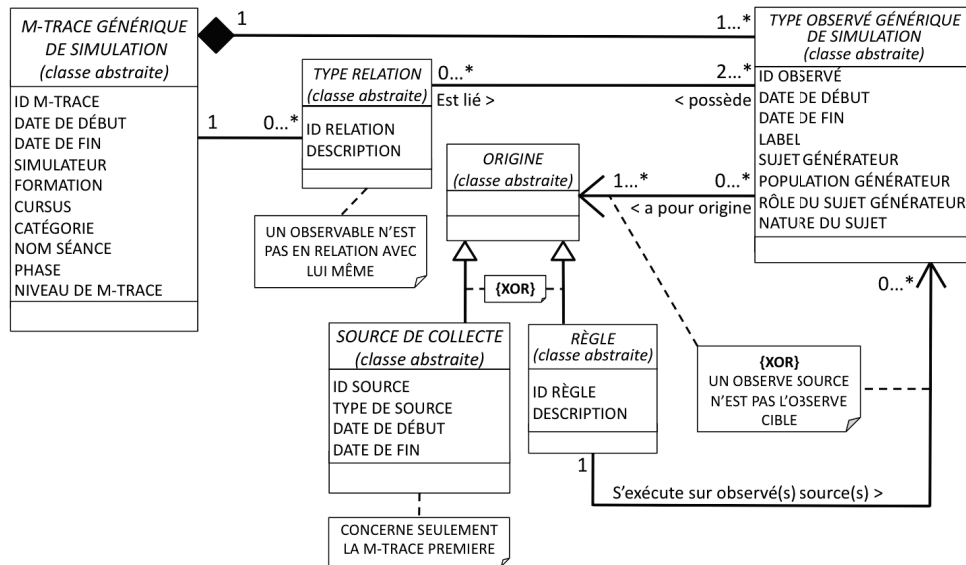 M-TRACE GÉNÉRIQUE
DE SIMULATION
(classe abstraite)
ID M-TRACE
DATE DE DÉBUT
DATE DE FIN
SIMULATEUR
FORMATION
CURSUS
CATÉGORIE
NOM SÉANCE
PHASE
NIVEAU DE M-TRACE
1
1...*
TYPE OBSERVÉ GÉNÉRIQUE
DE SIMULATION
(classe abstraite)
ID OBSERVÉ
DATE DE DÉBUT
DATE DE FIN
LABEL
SUJET GÉNÉRATEUR
POPULATION GÉNÉRATEUR
RÔLE DU SUJET GÉNÉRATEUR
NATURE DU SUJET
TYPE RELATION
(classe abstraite)
ID RELATION
DESCRIPTION
1
0...*
0...*
2...*
Est lié >
< possède
UN OBSERVABLE N'EST
PAS EN RELATION AVEC
LUI MÊME
ORIGINE
(classe abstraite)
1...*
0...*
< a pour origine
{XOR}
SOURCE DE COLLECTE
(classe abstraite)
ID SOURCE
TYPE DE SOURCE
DATE DE DÉBUT
DATE DE FIN
CONCERNE SEULEMENT
LA M-TRACE PREMIERE
RÈGLE
(classe abstraite)
ID RÈGLE
DESCRIPTION
1
S'exécute sur observé(s) source(s) >
0...*
{XOR}
UN OBSERVE SOURCE
N'EST PAS L'OBSERVE
CIBLE